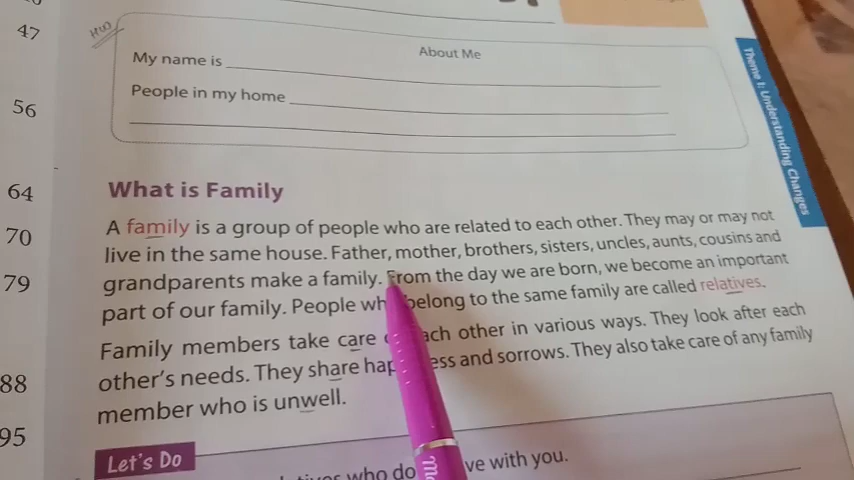 47
56
64
70
79
88
95
HW
About Me
My name is
People in my home
Theme 1: Understanding Changes
What is Family
A family is a group of people who are related to each other. They may or may not
live in the same house. Father, mother, brothers, sisters, uncles, aunts, cousins and
grandparents make a family. From the day we are born, we become an important
part of our family. People wh belong to the same family are called relatives.
Family members take care ach other in various ways. They look after each
other's needs. They share hap ess and sorrows. They also take care of any family
member who is unwell.
Let's Do
who do ve with you.